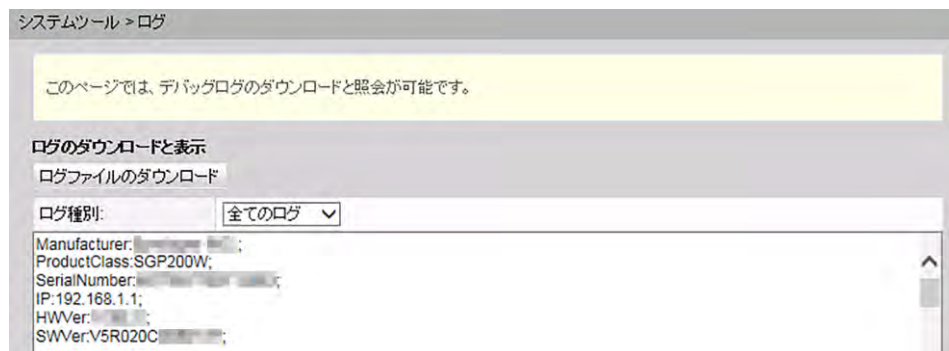 システムツール > ログ
このページでは、デバッグログのダウンロードと照会が可能です。
ログのダウンロードと表示
ログファイルのダウンロード
ログ種別: 全てのログ
Manufacturer: ;
ProductClass:SGP200W;
SerialNumber: ;
IP:192.168.1.1;
HWVer: ;
SWVer:V5R020C ;